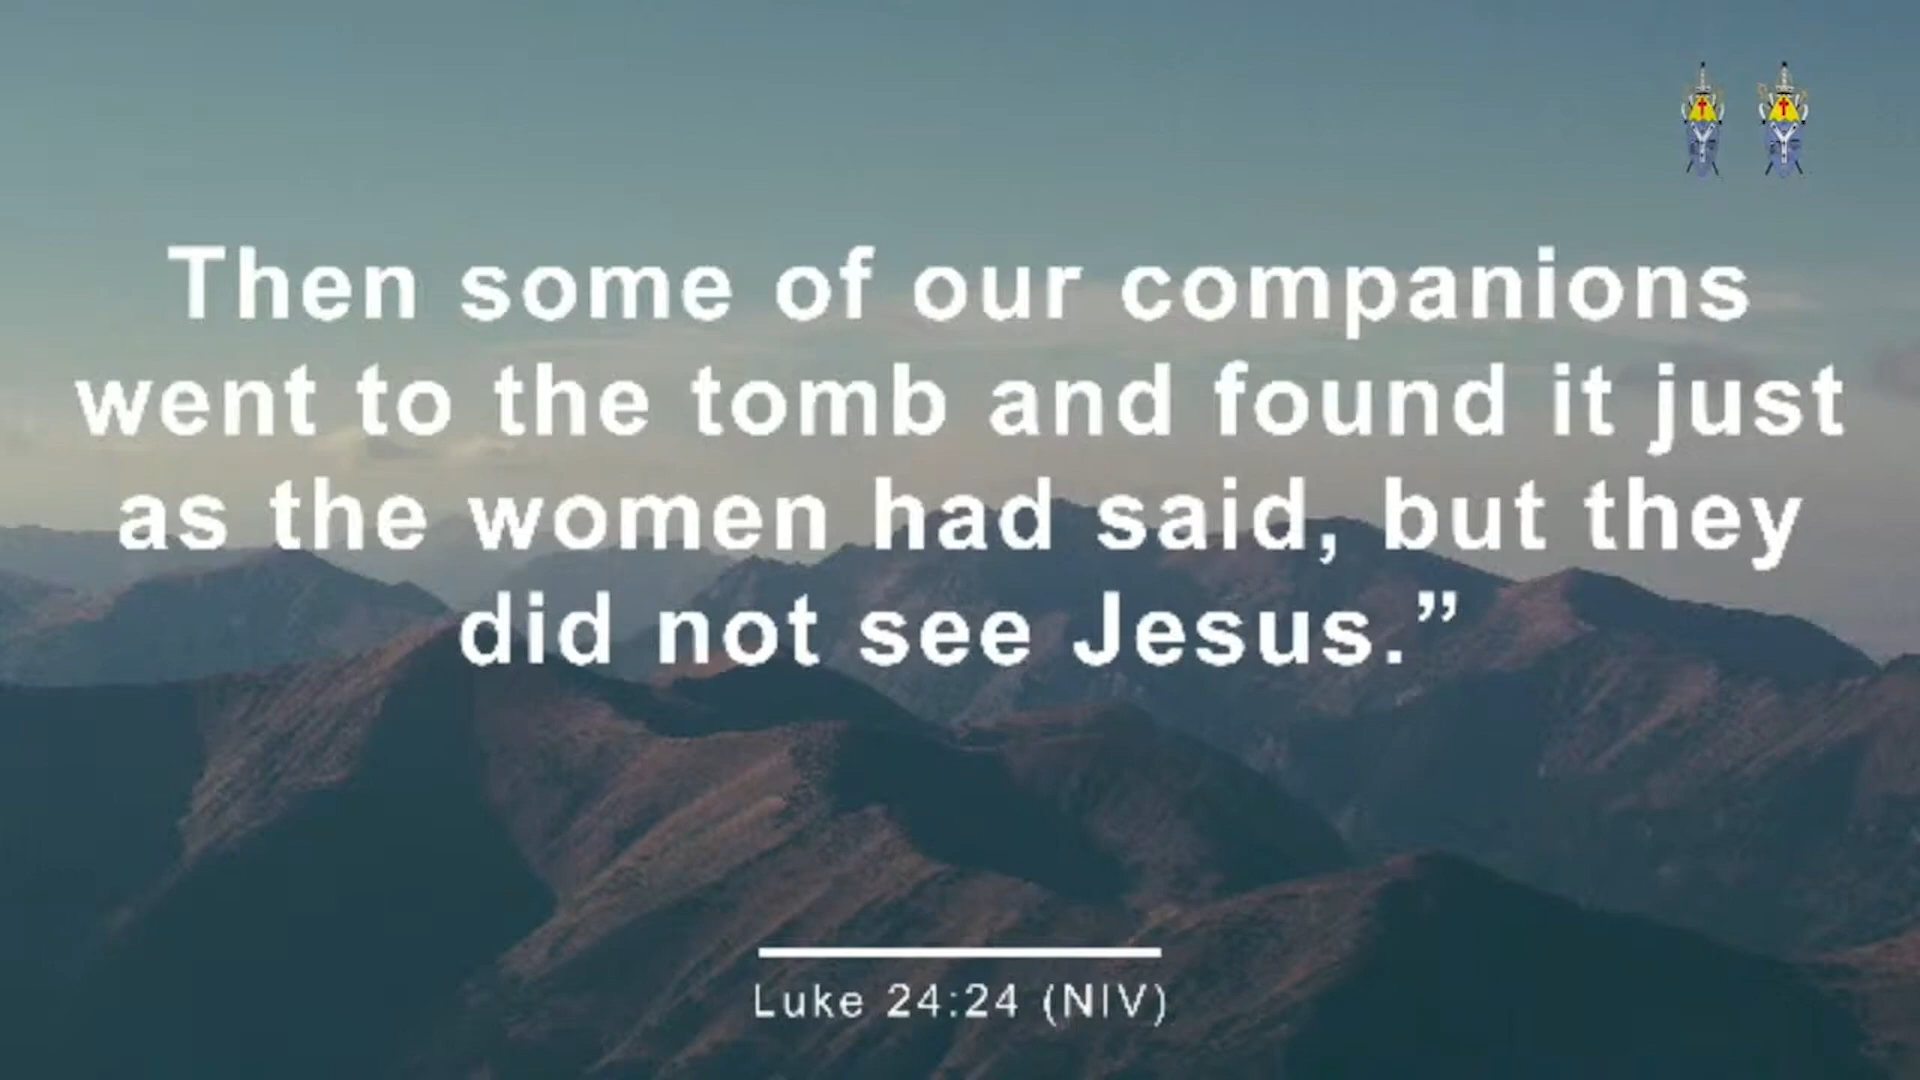 Then some of our companions
went to the tomb and found it just
as the women had said, but they
did not see Jesus.”
Luke 24:24 (NIV)